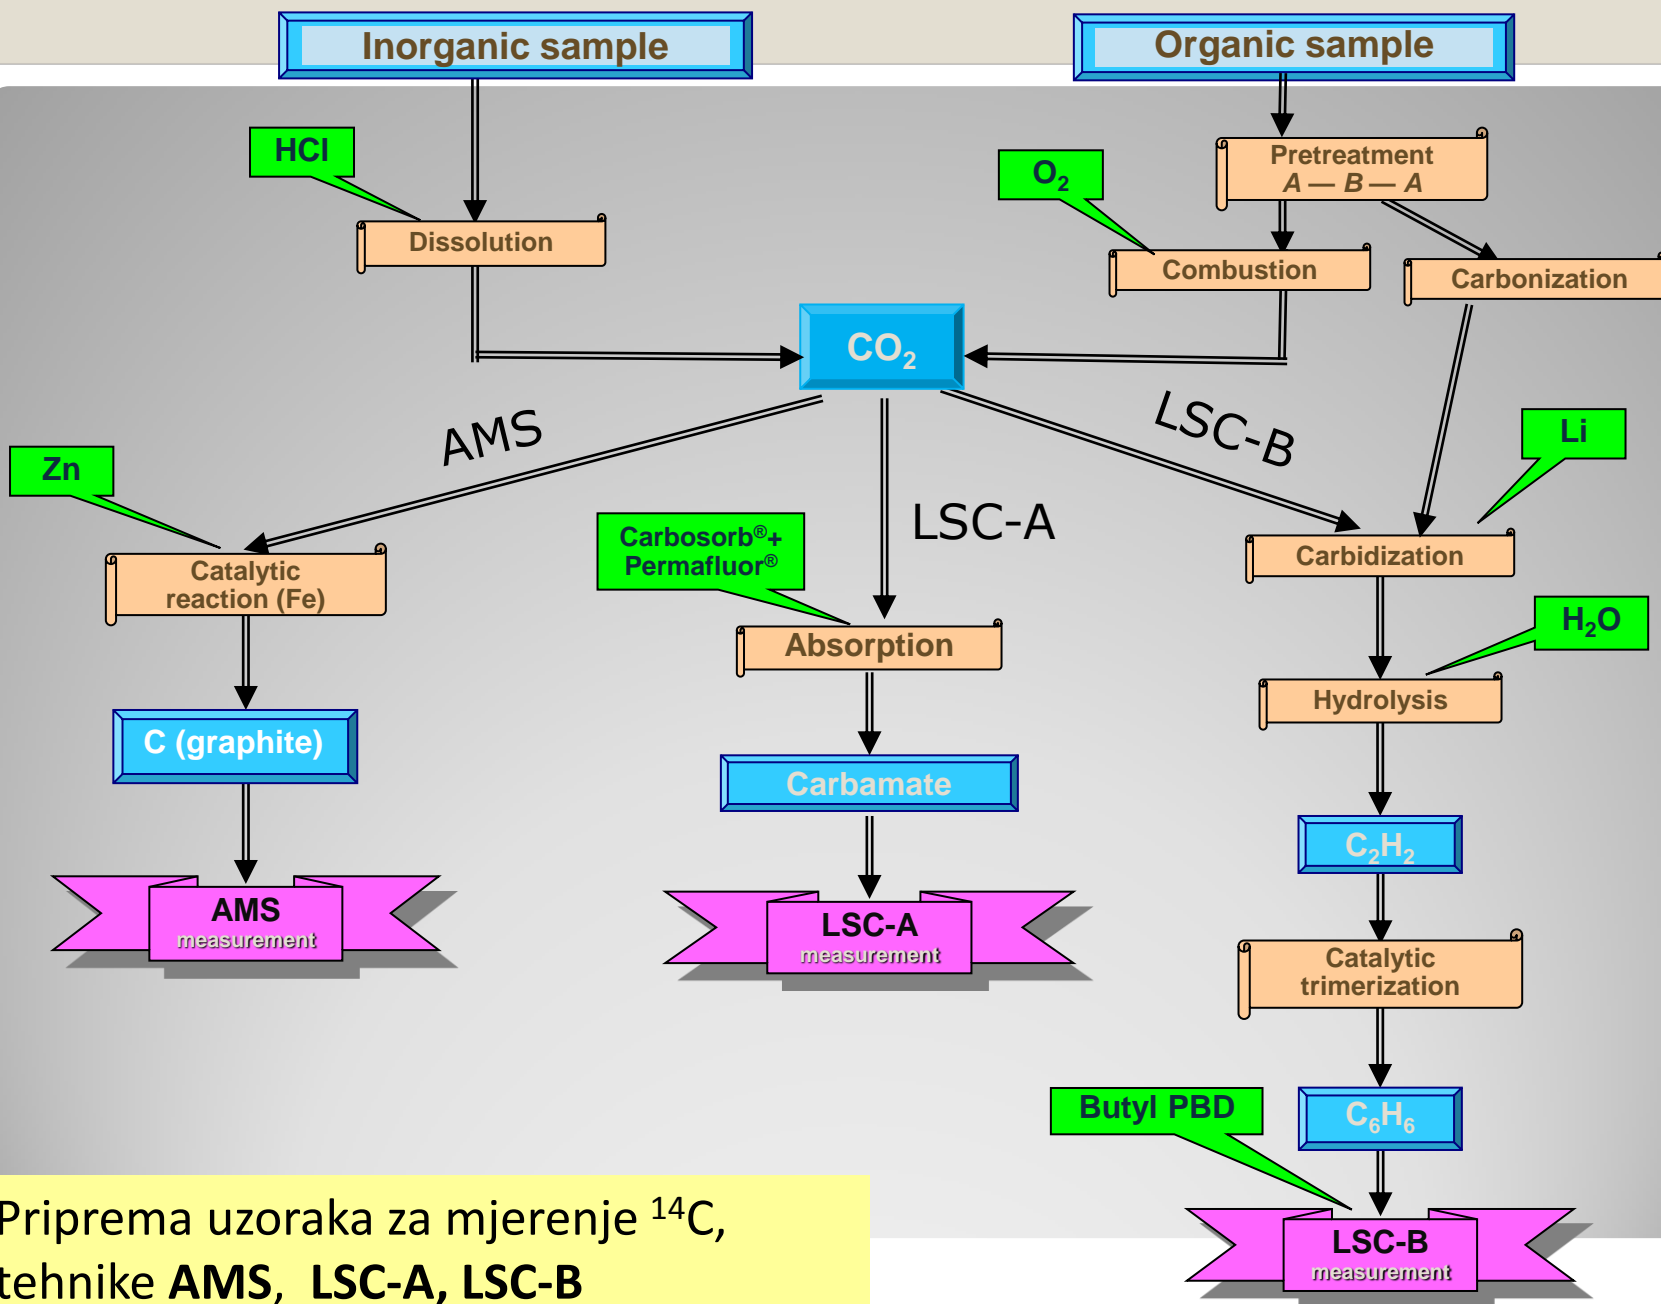 Inorganic sample
Organic sample
HCl
O₂
Pretreatment
A — B — A
Dissolution
Combustion
Carbonization
CO₂
AMS
LSC-B
LSC-A
Zn
Li
Carbosorb®+
Permafluor®
Catalytic
reaction (Fe)
Carbidization
H₂O
Absorption
Hydrolysis
C (graphite)
Carbamate
C₂H₂
AMS
measurement
LSC-A
measurement
Catalytic
trimerization
Butyl PBD
C₆H₆
LSC-B
measurement
Priprema uzoraka za mjerenje ¹⁴C,
tehnike AMS, LSC-A, LSC-B